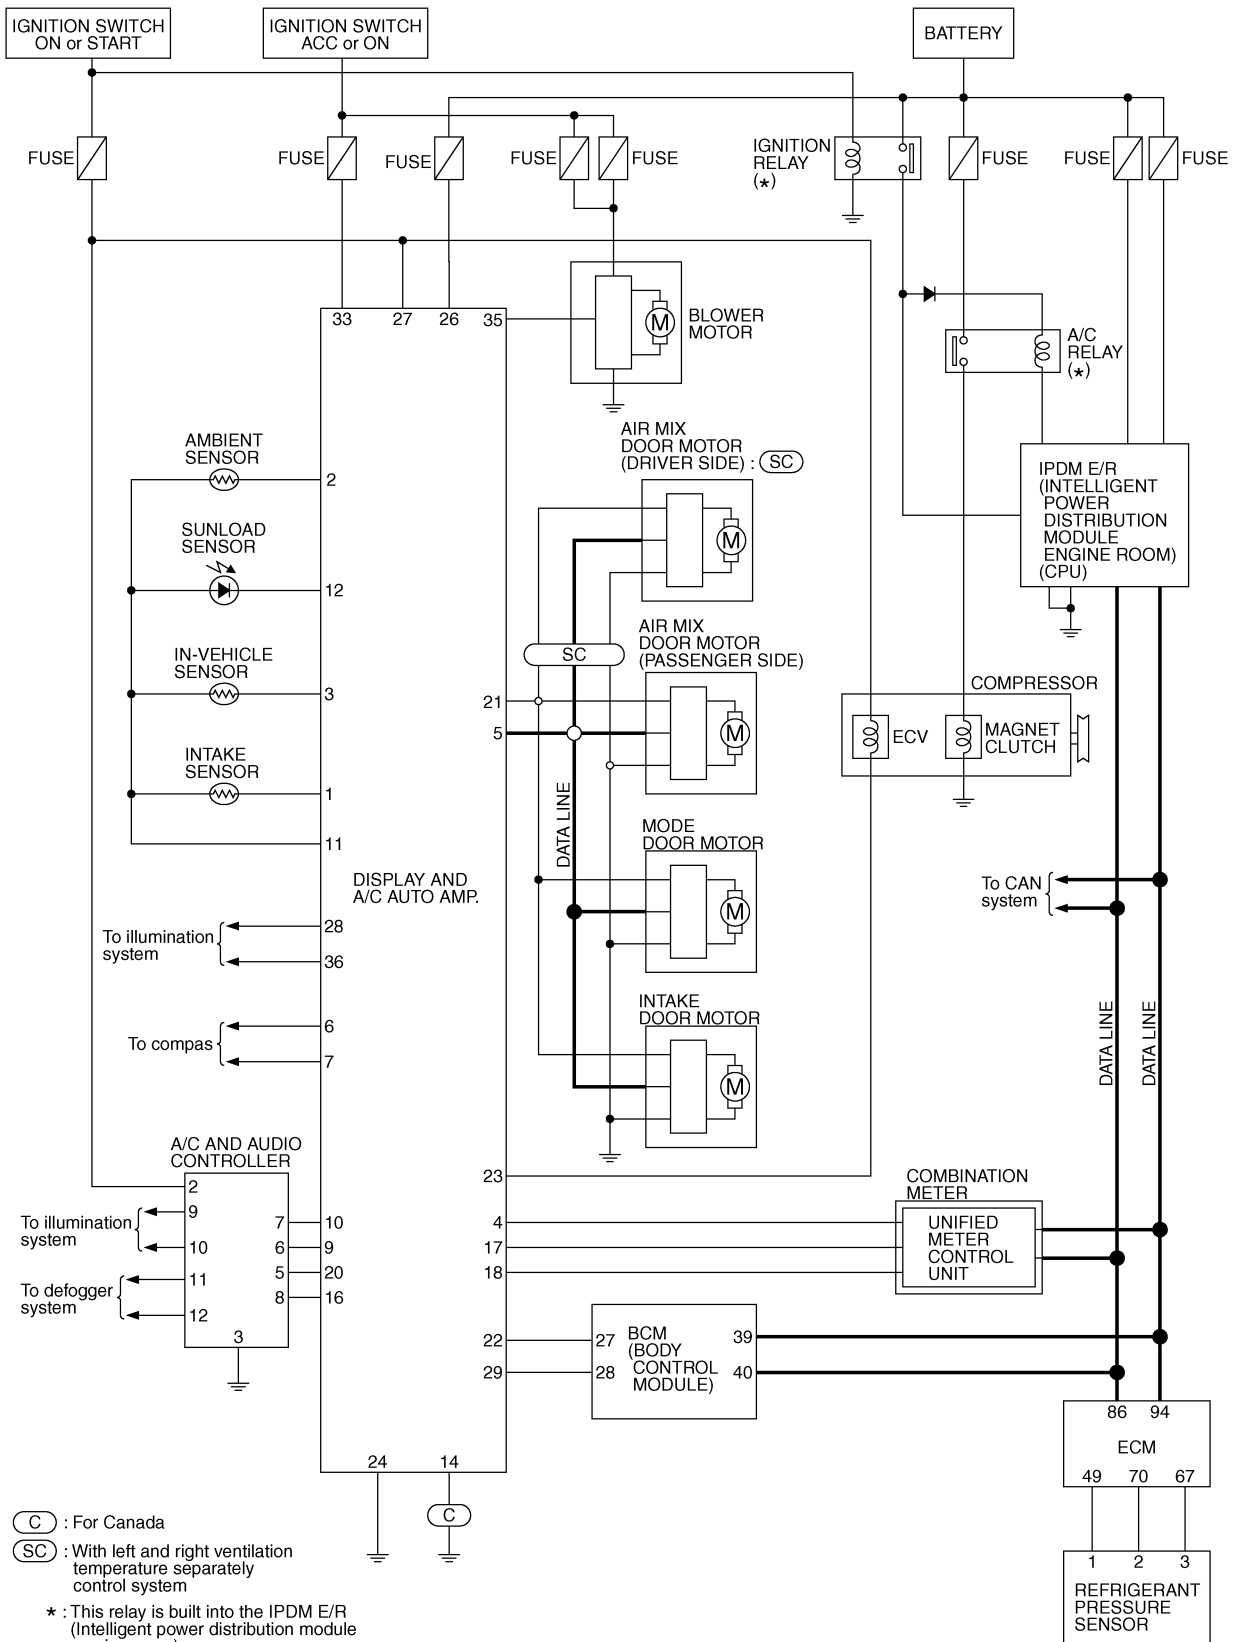 IGNITION SWITCH
ON or START
IGNITION SWITCH
ACC or ON
BATTERY
FUSE
FUSE
FUSE
FUSE
FUSE
IGNITION
RELAY
(*)
FUSE
FUSE
FUSE
33
27
26
35
BLOWER
MOTOR
M
A/C
RELAY
(*)
AMBIENT
SENSOR
2
SUNLOAD
SENSOR
12
IN-VEHICLE
SENSOR
3
INTAKE
SENSOR
1
11
DISPLAY AND
A/C AUTO AMP.
AIR MIX
DOOR MOTOR
(DRIVER SIDE) : SC
M
SC
AIR MIX
DOOR MOTOR
(PASSENGER SIDE)
21
5
M
DATA LINE
MODE
DOOR MOTOR
M
INTAKE
DOOR MOTOR
M
IPDM E/R
(INTELLIGENT
POWER
DISTRIBUTION
MODULE
ENGINE ROOM)
(CPU)
COMPRESSOR
ECV
MAGNET
CLUTCH
To CAN
system
DATA LINE
DATA LINE
To illumination
system
28
36
To compas
6
7
A/C AND AUDIO
CONTROLLER
2
9
10
11
12
3
7
6
5
8
10
9
20
16
To illumination
system
To defogger
system
23
4
17
18
22
29
COMBINATION
METER
UNIFIED
METER
CONTROL
UNIT
27
28
BCM
(BODY
CONTROL
MODULE)
39
40
86
94
ECM
49
70
67
1
2
3
REFRIGERANT
PRESSURE
SENSOR
24
14
C
C : For Canada
SC : With left and right ventilation
temperature separately
control system
* : This relay is built into the IPDM E/R
(Intelligent power distribution module